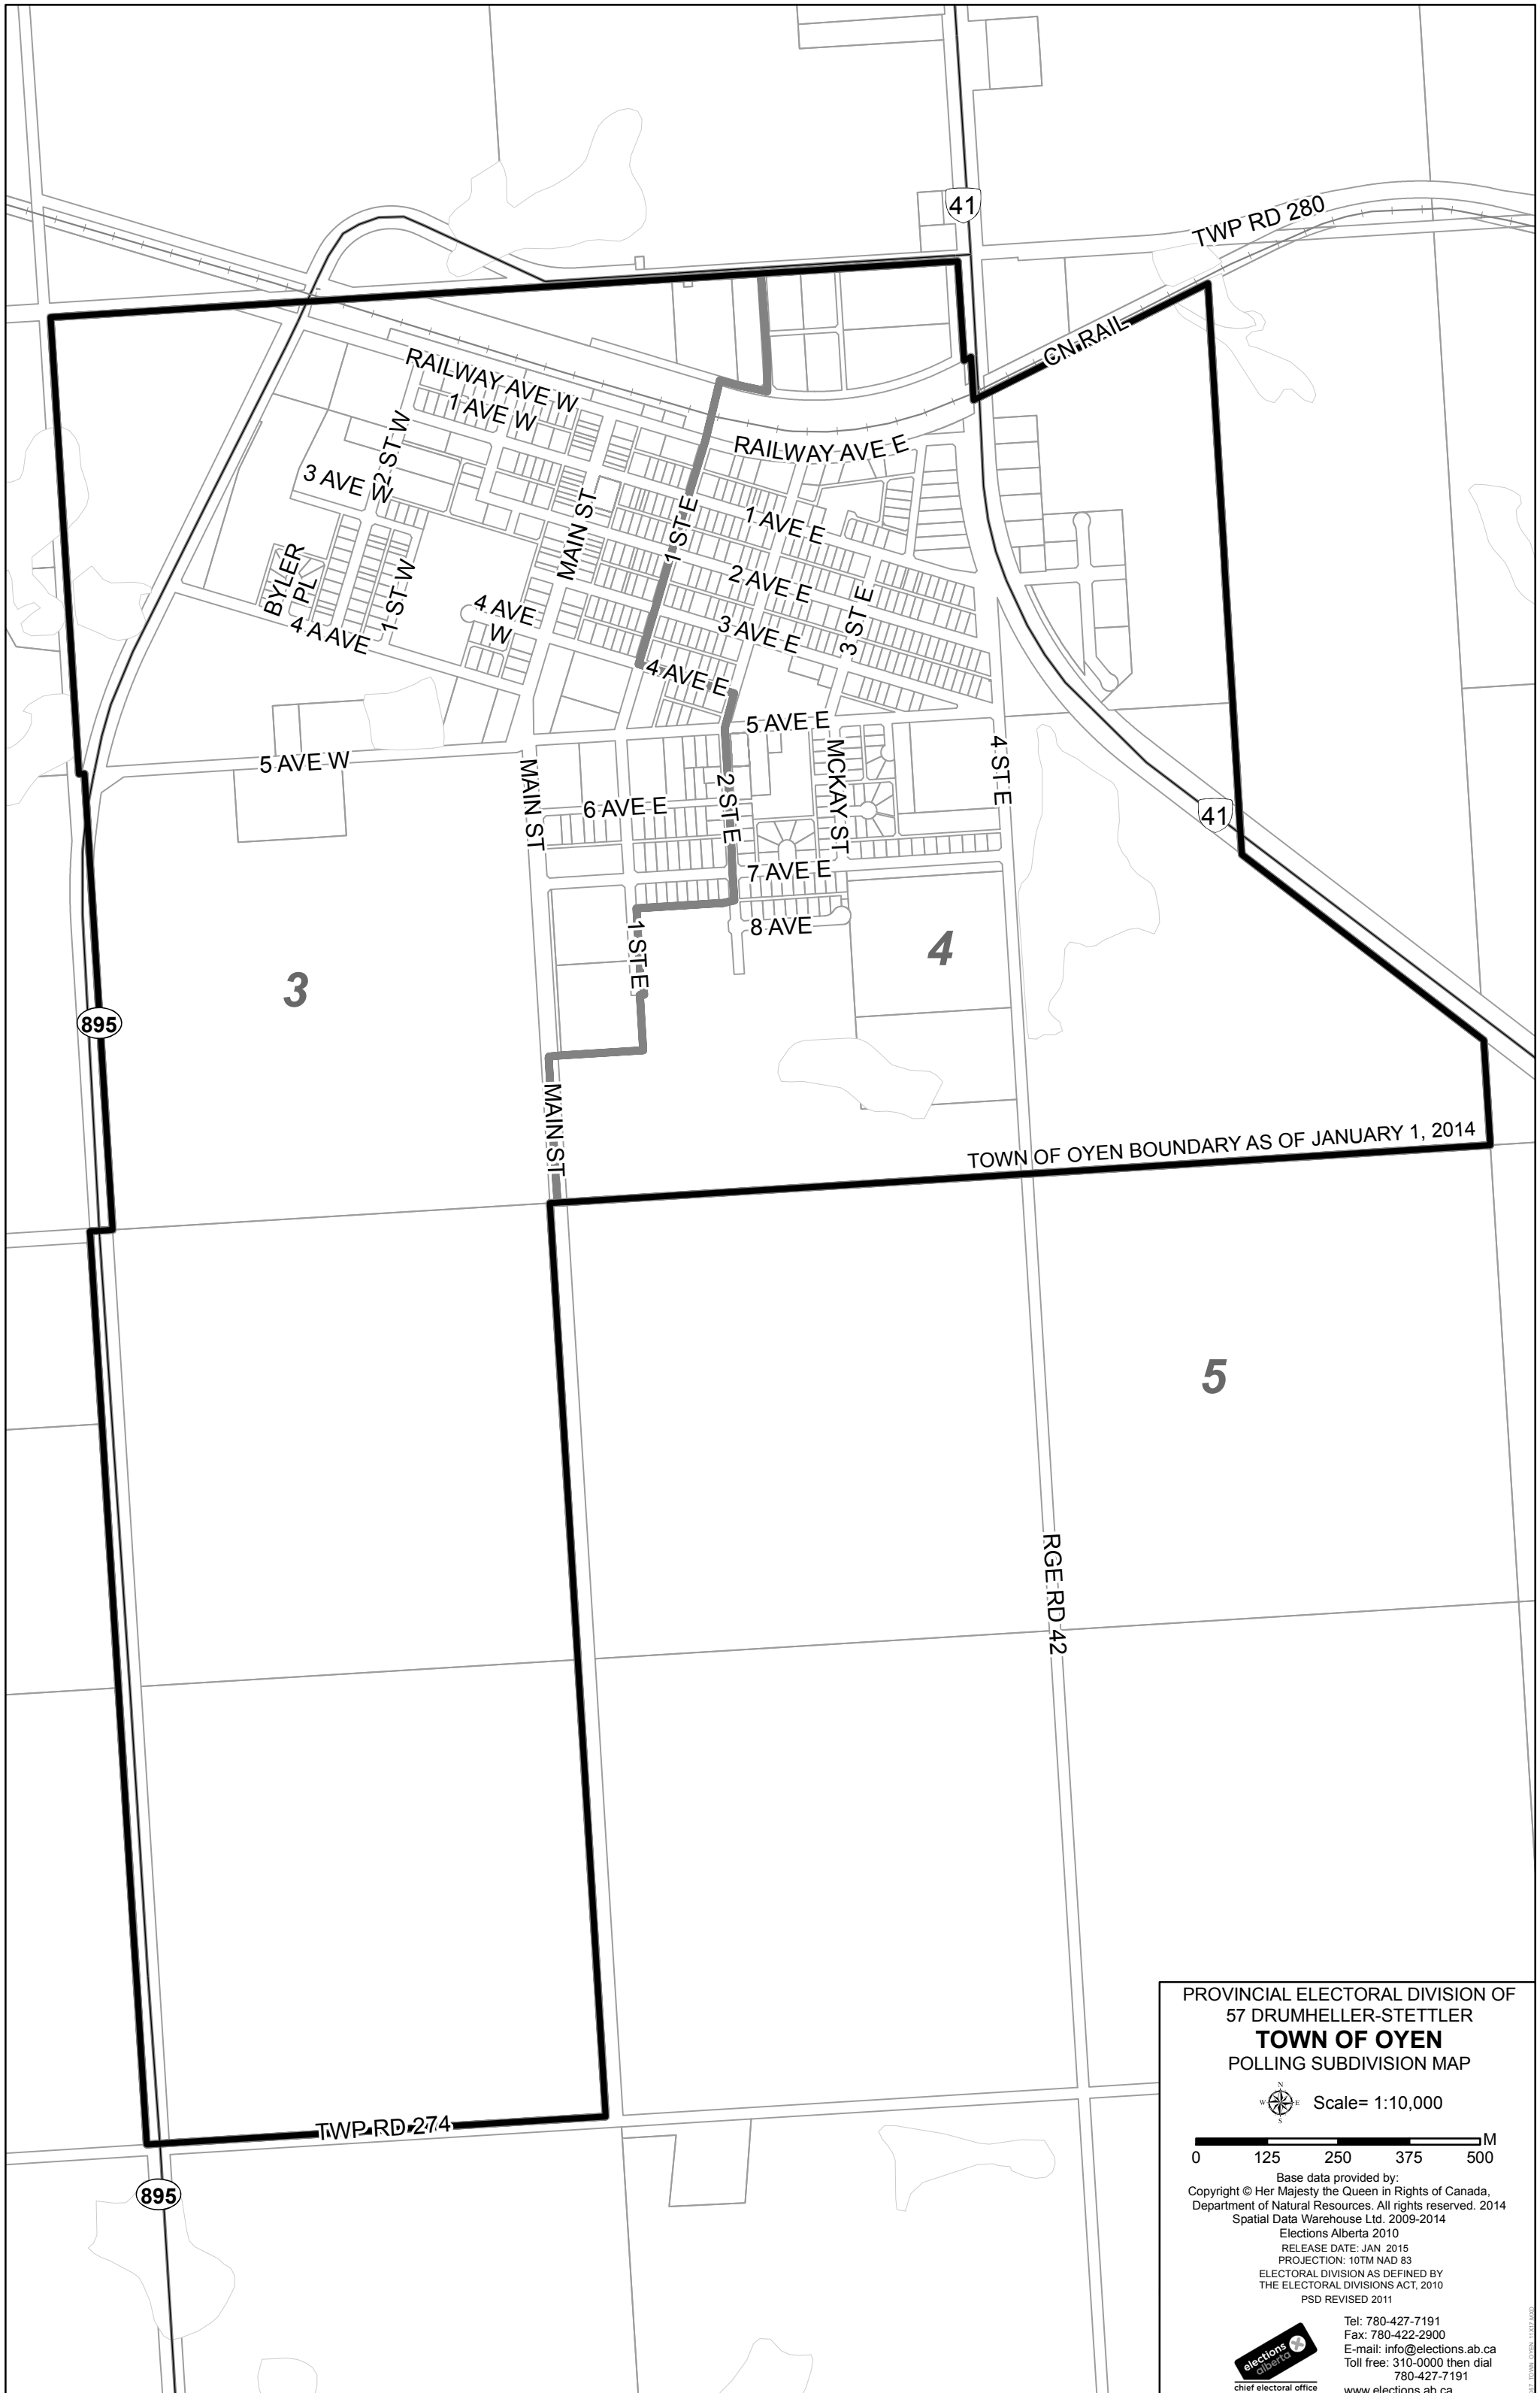 41
TWP RD 280
CN RAIL
RAILWAY AVE W
1 AVE W
2 ST W
3 AVE W
RAILWAY AVE E
1 AVE E
MAIN ST
1 ST E
2 AVE E
BYLER
PL
1 ST W
4 AVE
W
3 ST E
3 AVE E
4 A AVE
4 AVE E
5 AVE E
5 AVE W
MAIN ST
6 AVE E
2 ST E
MCKAY ST
4 ST E
41
7 AVE E
8 AVE
1 ST E
3
4
895
MAIN ST
TOWN OF OYEN BOUNDARY AS OF JANUARY 1, 2014
5
RGE RD 42
TWP RD 274
895
PROVINCIAL ELECTORAL DIVISION OF
57 DRUMHELLER-STETTLER
TOWN OF OYEN
POLLING SUBDIVISION MAP
N
W E
S
Scale= 1:10,000
M
0 125 250 375 500
Base data provided by:
Copyright © Her Majesty the Queen in Rights of Canada,
Department of Natural Resources. All rights reserved. 2014
Spatial Data Warehouse Ltd. 2009-2014
Elections Alberta 2010
RELEASE DATE: JAN 2015
PROJECTION: 10TM NAD 83
ELECTORAL DIVISION AS DEFINED BY
THE ELECTORAL DIVISIONS ACT, 2010
PSD REVISED 2011
elections
alberta
chief electoral office
Tel: 780-427-7191
Fax: 780-422-2900
E-mail: info@elections.ab.ca
Toll free: 310-0000 then dial
780-427-7191
www.elections.ab.ca